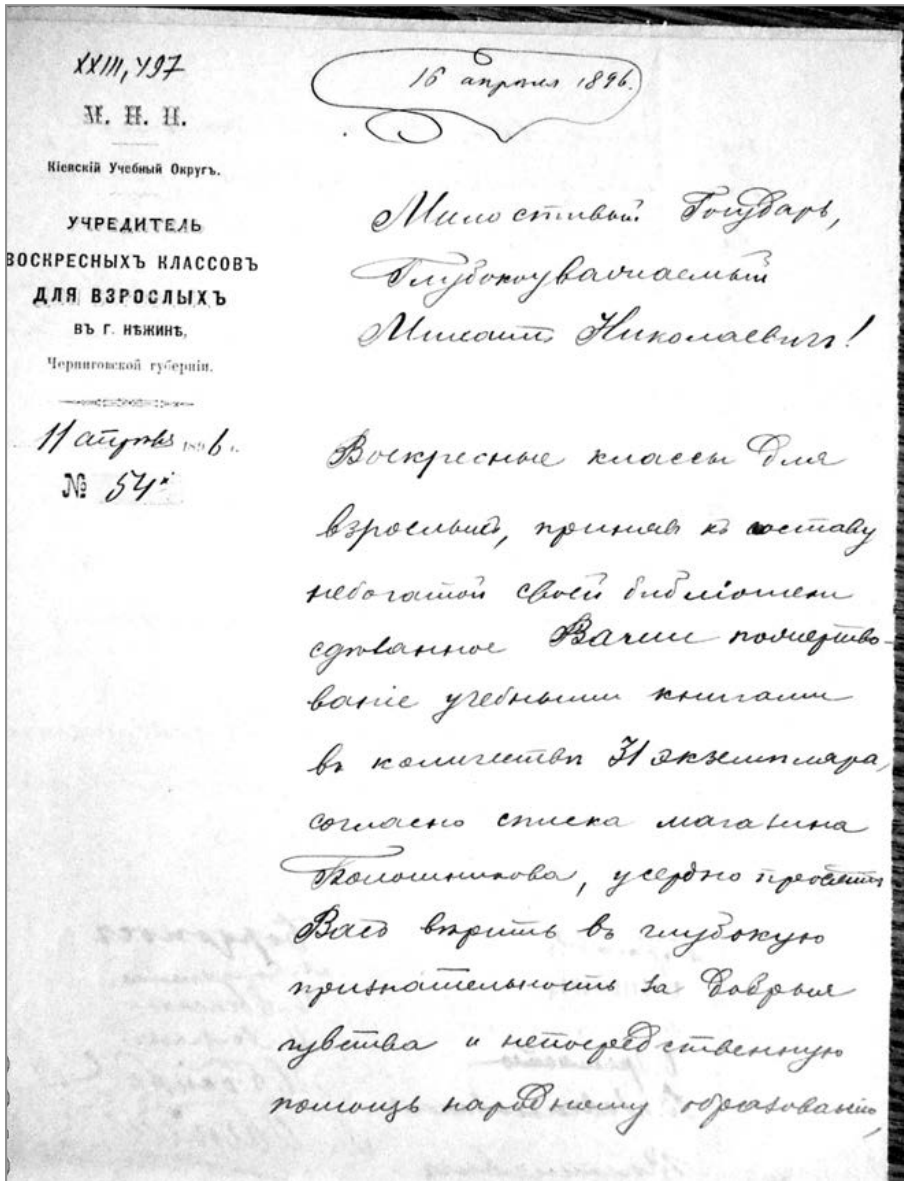 XXIII, 497
16 апреля 1896.
М. Н. П.
Кіевскій Учебный Округъ.
УЧРЕДИТЕЛЬ
ВОСКРЕСНЫХЪ КЛАССОВЪ
ДЛЯ ВЗРОСЛЫХЪ
ВЪ Г. НѢЖИНѢ,
Черниговской губерніи.
11 апрѣля 1896 г.
№ 54
Милостивый Государь,
Глубокоуважаемый
Михаилъ Николаевичъ!
Воскресные классы для
взрослыхъ, принявъ къ составу
небогатой своей библіотеки
сдѣланное Вами пожертво-
ваніе учебными книгами
въ количествѣ 31 экземпляра,
согласно списка магазина
усердно просятъ
Васъ вѣрить въ глубокую
признательность за добрыя
чувства и непосредственную
помощь народному образованію,